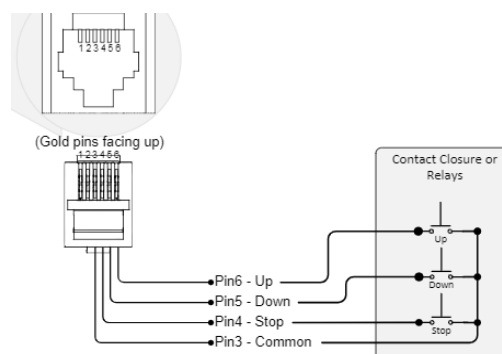 123456
(Gold pins facing up)
123456
Contact Closure or
Relays
Up
Down
Stop
Pin6 - Up
Pin5 - Down
Pin4 - Stop
Pin3 - Common